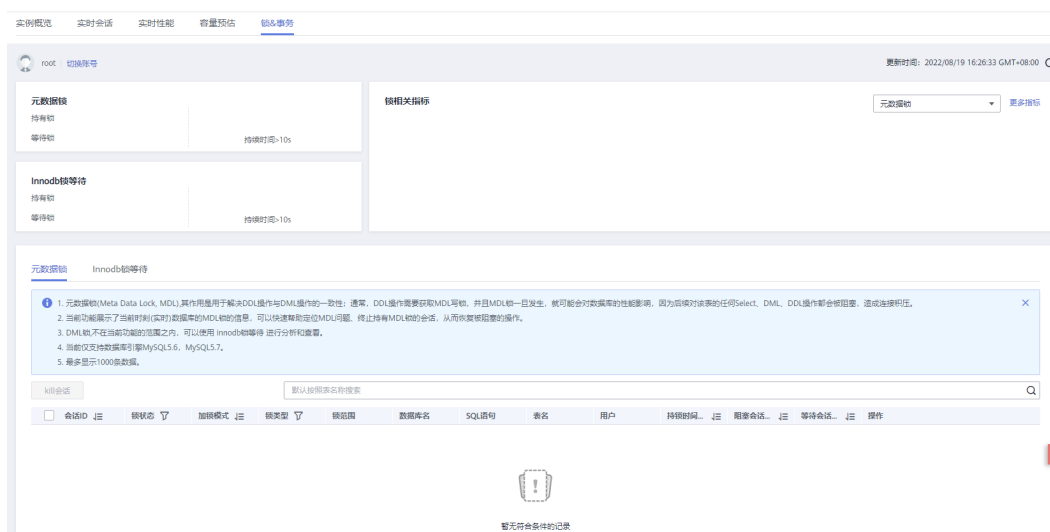 实例概览 实时会话 实时性能 容量预估 锁&事务
root 切换账号 更新时间：2022/08/19 16:26:33 GMT+08:00
元数据锁
持有锁
等待锁 持续时间>10s
锁相关指标 元数据锁 更多指标
Innodb锁等待
持有锁
等待锁 持续时间>10s
元数据锁 Innodb锁等待
1. 元数据锁(Meta Data Lock, MDL),其作用是用于解决DDL操作与DML操作的一致性；通常，DDL操作需要获取MDL写锁，并且MDL锁一旦发生，就可能会对数据库的性能影响，因为后续对该表的任何Select、DML、DDL操作都会被阻塞，造成连接积压。
2. 当前功能展示了当前时刻(实时)数据库的MDL锁的信息，可以快速帮助定位MDL问题，终止持有MDL锁的会话，从而恢复被阻塞的操作。
3. DML锁,不在当前功能的范围之内，可以使用 Innodb锁等待 进行分析和查看。
4. 当前仅支持数据库引擎MySQL5.6、MySQL5.7。
5. 最多显示1000条数据。
kill会话 默认按照表名称搜索
会话ID 锁状态 加锁模式 锁类型 锁范围 数据库名 SQL语句 表名 用户 持锁时间... 阻塞会话... 等待会话... 操作
暂无符合条件的记录